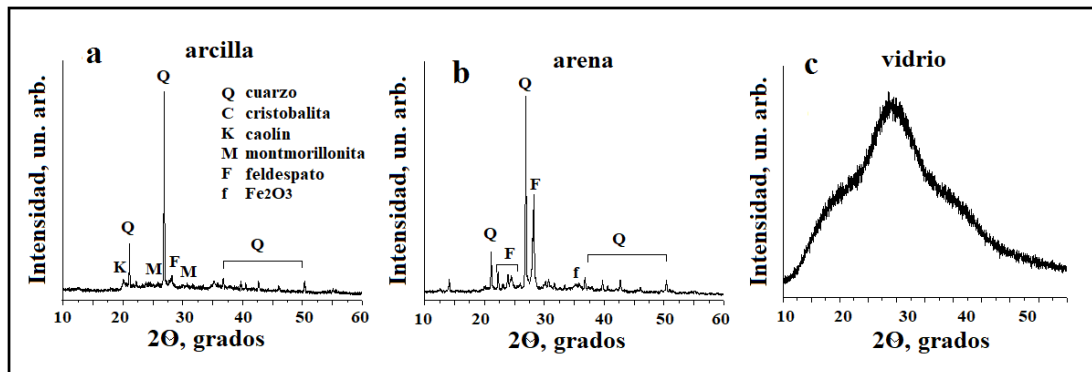 a
arcilla
Intensidad, un. arb.
Q
Q cuarzo
C cristobalita
K caolin
M montmorillonita
F feldespato
f Fe2O3
Q
K
M
F
M
Q
10 20 30 40 50 60
2Θ, grados
b
arena
Intensidad, un. arb.
Q
F
Q
F
f
Q
10 20 30 40 50 60
2Θ, grados
c
vidrio
Intensidad, un. arb.
10 20 30 40 50
2Θ, grados